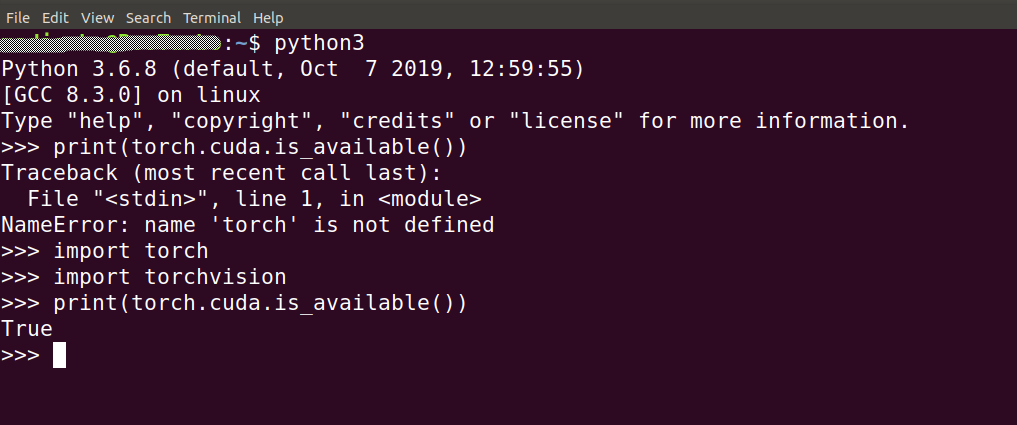 File Edit View Search Terminal Help
:~$ python3
Python 3.6.8 (default, Oct  7 2019, 12:59:55)
[GCC 8.3.0] on linux
Type "help", "copyright", "credits" or "license" for more information.
>>> print(torch.cuda.is_available())
Traceback (most recent call last):
  File "<stdin>", line 1, in <module>
NameError: name 'torch' is not defined
>>> import torch
>>> import torchvision
>>> print(torch.cuda.is_available())
True
>>>